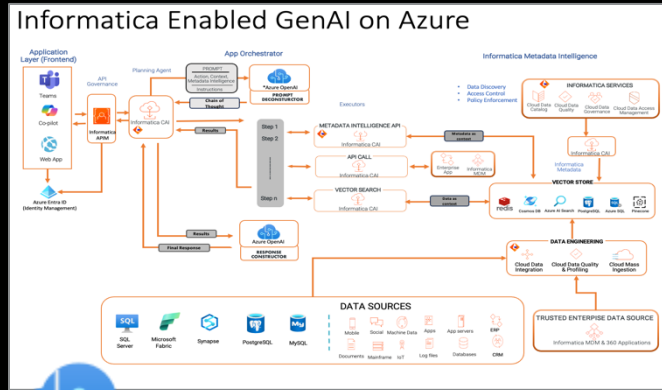 Informatica Enabled GenAI on Azure
Application
Layer (Frontend)
API
Governance
Planning Agent
App Orchestrator
Informatica Metadata Intelligence
Teams
Co-pilot
Web App
Informatica
APIM
Informatica CAI
Azure Entra ID
(Identity Management)
PROMPT
Action, Context,
Metadata Intelligence
Instructions
Chain of
Thought
*Azure OpenAI
PROMPT
DECONSTURCTOR
Results
Step 1
Step 2
Step n
Executors
METADATA INTELLIGENCE API
Informatica CAI
API CALL
Informatica CAI
VECTOR SEARCH
Informatica CAI
Enterprise
App
Informatica
MDM
Metadata as
context
Data as
context
• Data Discovery
• Access Control
• Policy Enforcement
INFORMATICA SERVICES
Cloud Data
Catalog
Cloud Data
Quality
Cloud Data
Governance
Cloud Data Access
Management
Informatica CAI
Informatica
Metadata
VECTOR STORE
redis
Cosmos DB
Azure AI Search
PostgreSQL
Azure SQL
Pinecone
Results
Final Response
Azure OpenAI
RESPONSE
CONSTRUCTOR
DATA ENGINEERING
Cloud Data
Integration
Cloud Data Quality
& Profiling
Cloud Mass
Ingestion
DATA SOURCES
SQL
Server
Microsoft
Fabric
Synapse
PostgreSQL
MySQL
Mobile
Social
Machine Data
Apps
App servers
ERP
Documents
Mainframe
IoT
Log files
Databases
CRM
TRUSTED ENTERPRISE DATA SOURCE
Informatica MDM & 360 Applications